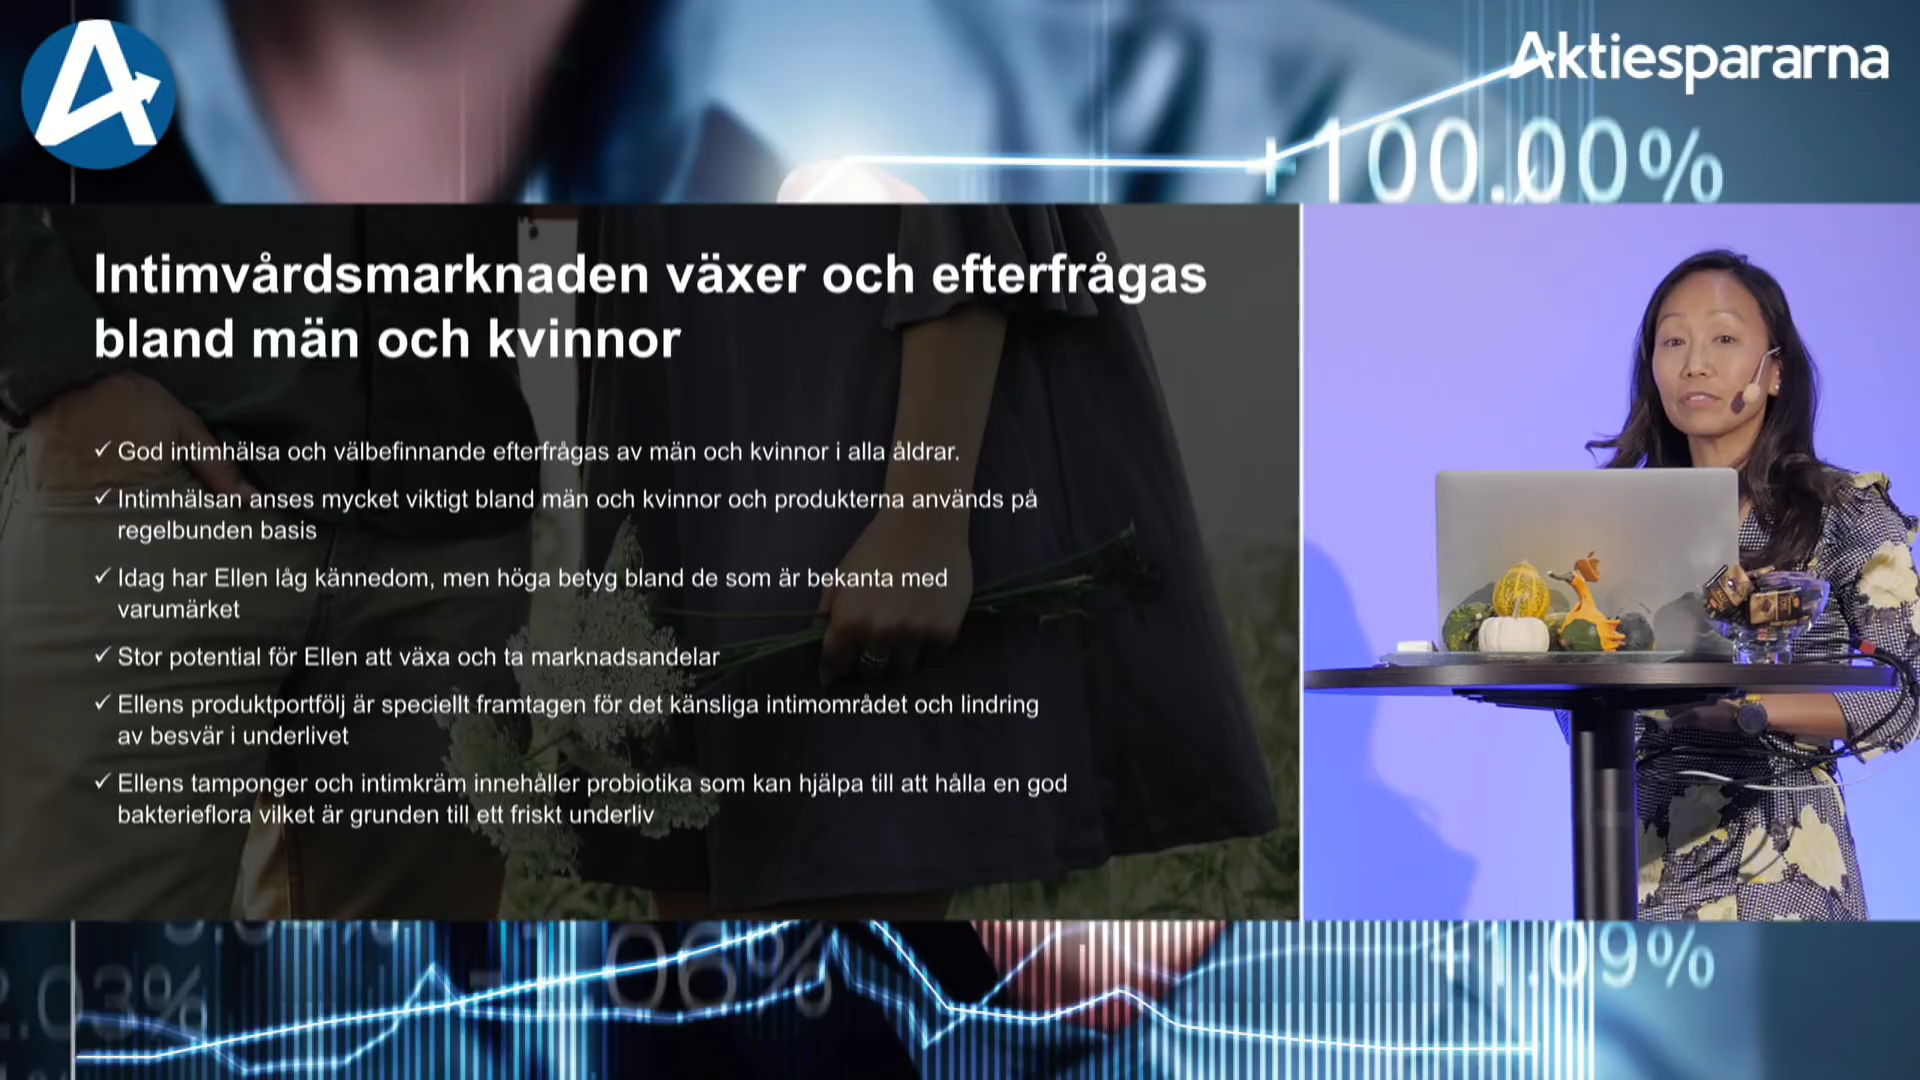 Aktiespararna
+100.00%
Intimvårdsmarknaden växer och efterfrågas
bland män och kvinnor
✓ God intimhälsa och välbefinnande efterfrågas av män och kvinnor i alla åldrar.
✓ Intimhälsan anses mycket viktigt bland män och kvinnor och produkterna används på
regelbunden basis
✓ Idag har Ellen låg kännedom, men höga betyg bland de som är bekanta med
varumärket
✓ Stor potential för Ellen att växa och ta marknadsandelar
✓ Ellens produktportfölj är speciellt framtagen för det känsliga intimområdet och lindring
av besvär i underlivet
✓ Ellens tamponger och intimkräm innehåller probiotika som kan hjälpa till att hålla en god
bakterieflora vilket är grunden till ett friskt underliv
+1.09%
2.03%